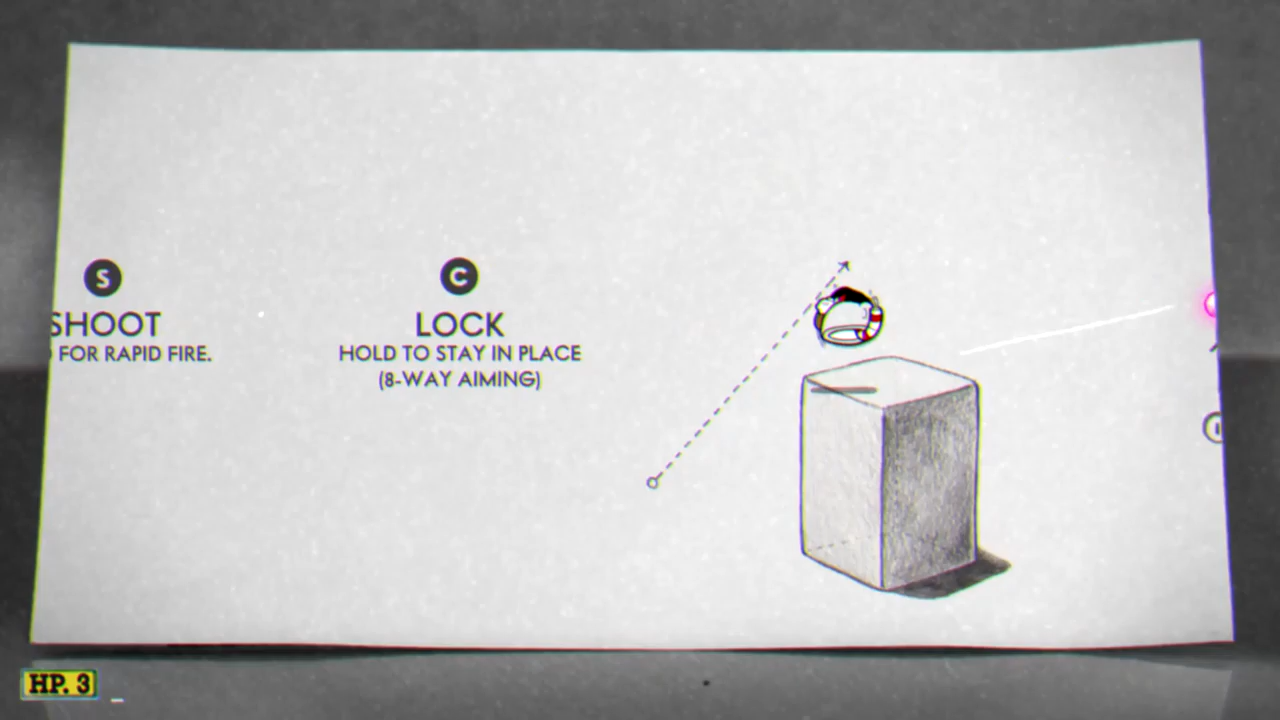 S
SHOOT
FOR RAPID FIRE.
C
LOCK
HOLD TO STAY IN PLACE
(8-WAY AIMING)
HP. 3